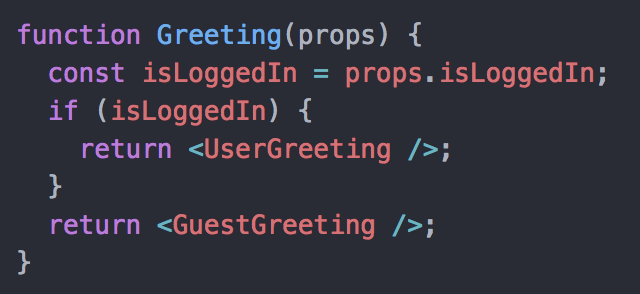 function Greeting(props) {
  const isLoggedIn = props.isLoggedIn;
  if (isLoggedIn) {
    return <UserGreeting />;
  }
  return <GuestGreeting />;
}